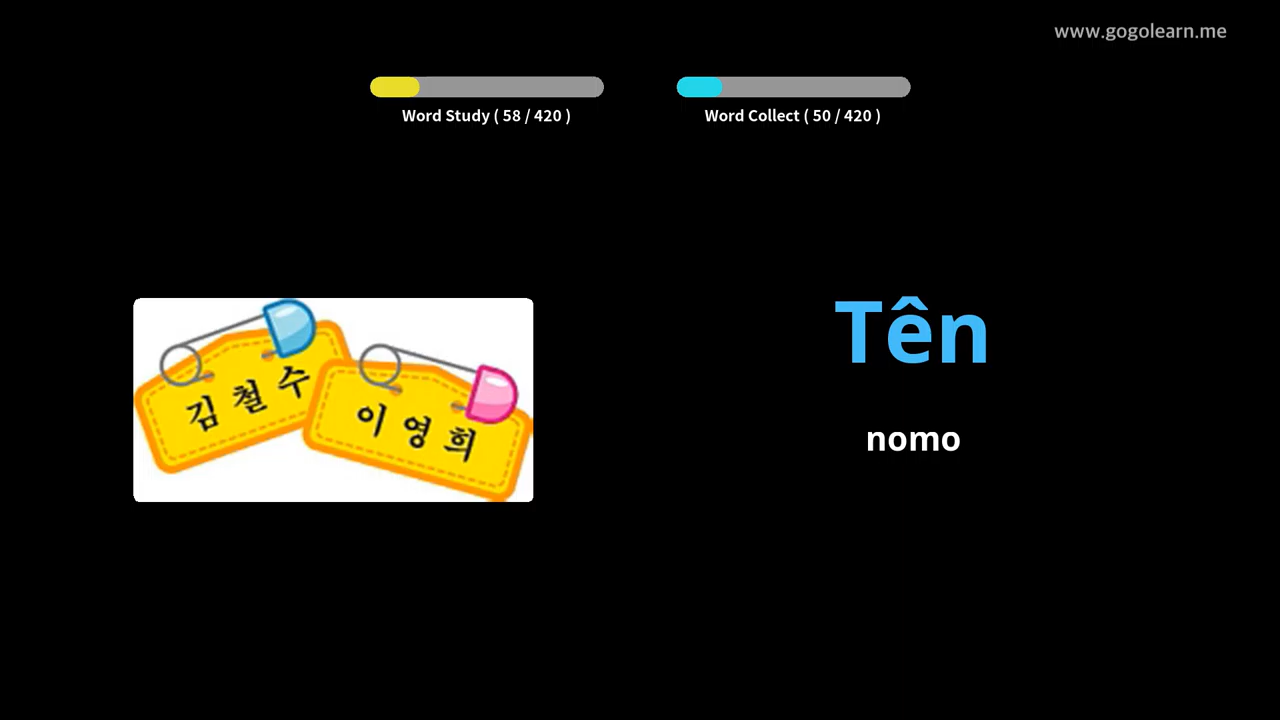 www.gogolearn.me
Word Study ( 58 / 420 )
Word Collect ( 50 / 420 )
김철수
이영희
Tên
nomo